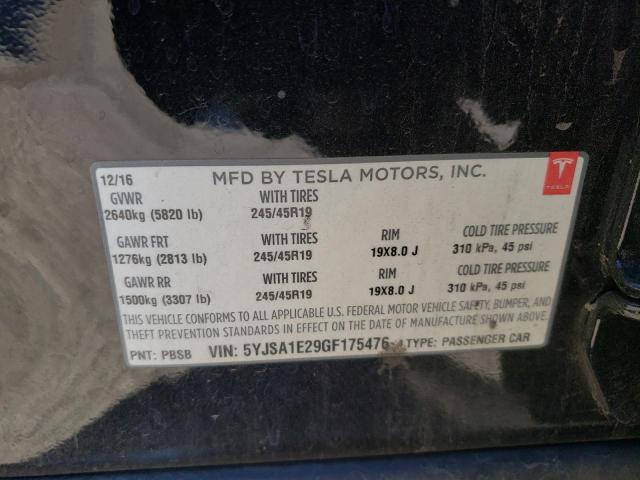 12/16 MFD BY TESLA MOTORS, INC. TESLA
GVWR WITH TIRES
2640kg (5820 lb) 245/45R19
GAWR FRT WITH TIRES RIM COLD TIRE PRESSURE
1276kg (2813 lb) 245/45R19 19X8.0 J 310 kPa, 45 psi
GAWR RR WITH TIRES RIM COLD TIRE PRESSURE
1500kg (3307 lb) 245/45R19 19X8.0 J 310 kPa, 45 psi
THIS VEHICLE CONFORMS TO ALL APPLICABLE U.S. FEDERAL MOTOR VEHICLE SAFETY, BUMPER, AND
THEFT PREVENTION STANDARDS IN EFFECT ON THE DATE OF MANUFACTURE SHOWN ABOVE.
PNT: PBSB VIN: 5YJSA1E29GF175476 TYPE: PASSENGER CAR